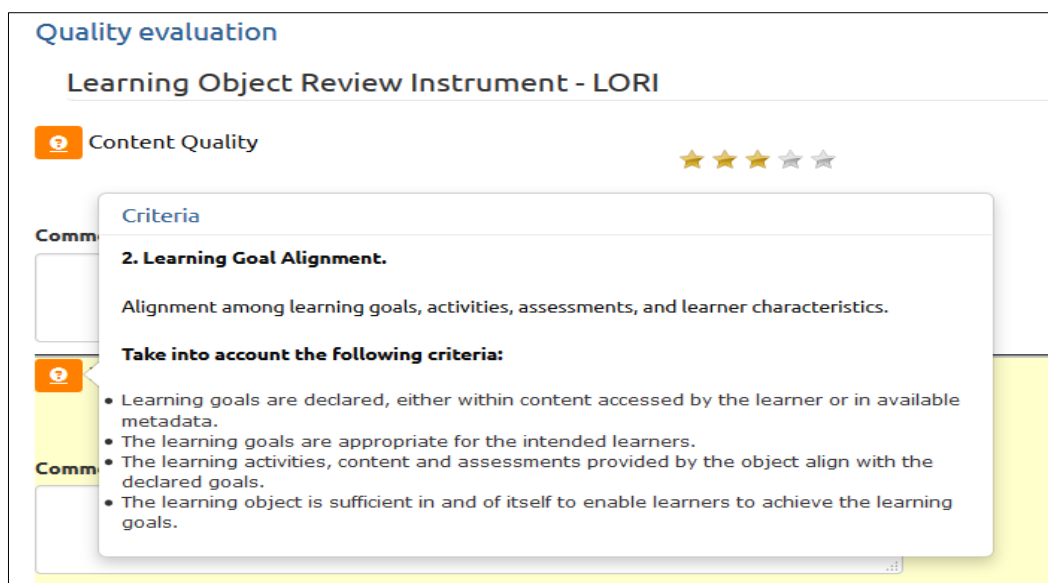 Quality evaluation
Learning Object Review Instrument - LORI
Content Quality
Criteria
2. Learning Goal Alignment.
Alignment among learning goals, activities, assessments, and learner characteristics.
Take into account the following criteria:
• Learning goals are declared, either within content accessed by the learner or in available
metadata.
• The learning goals are appropriate for the intended learners.
• The learning activities, content and assessments provided by the object align with the
declared goals.
• The learning object is sufficient in and of itself to enable learners to achieve the learning
goals.